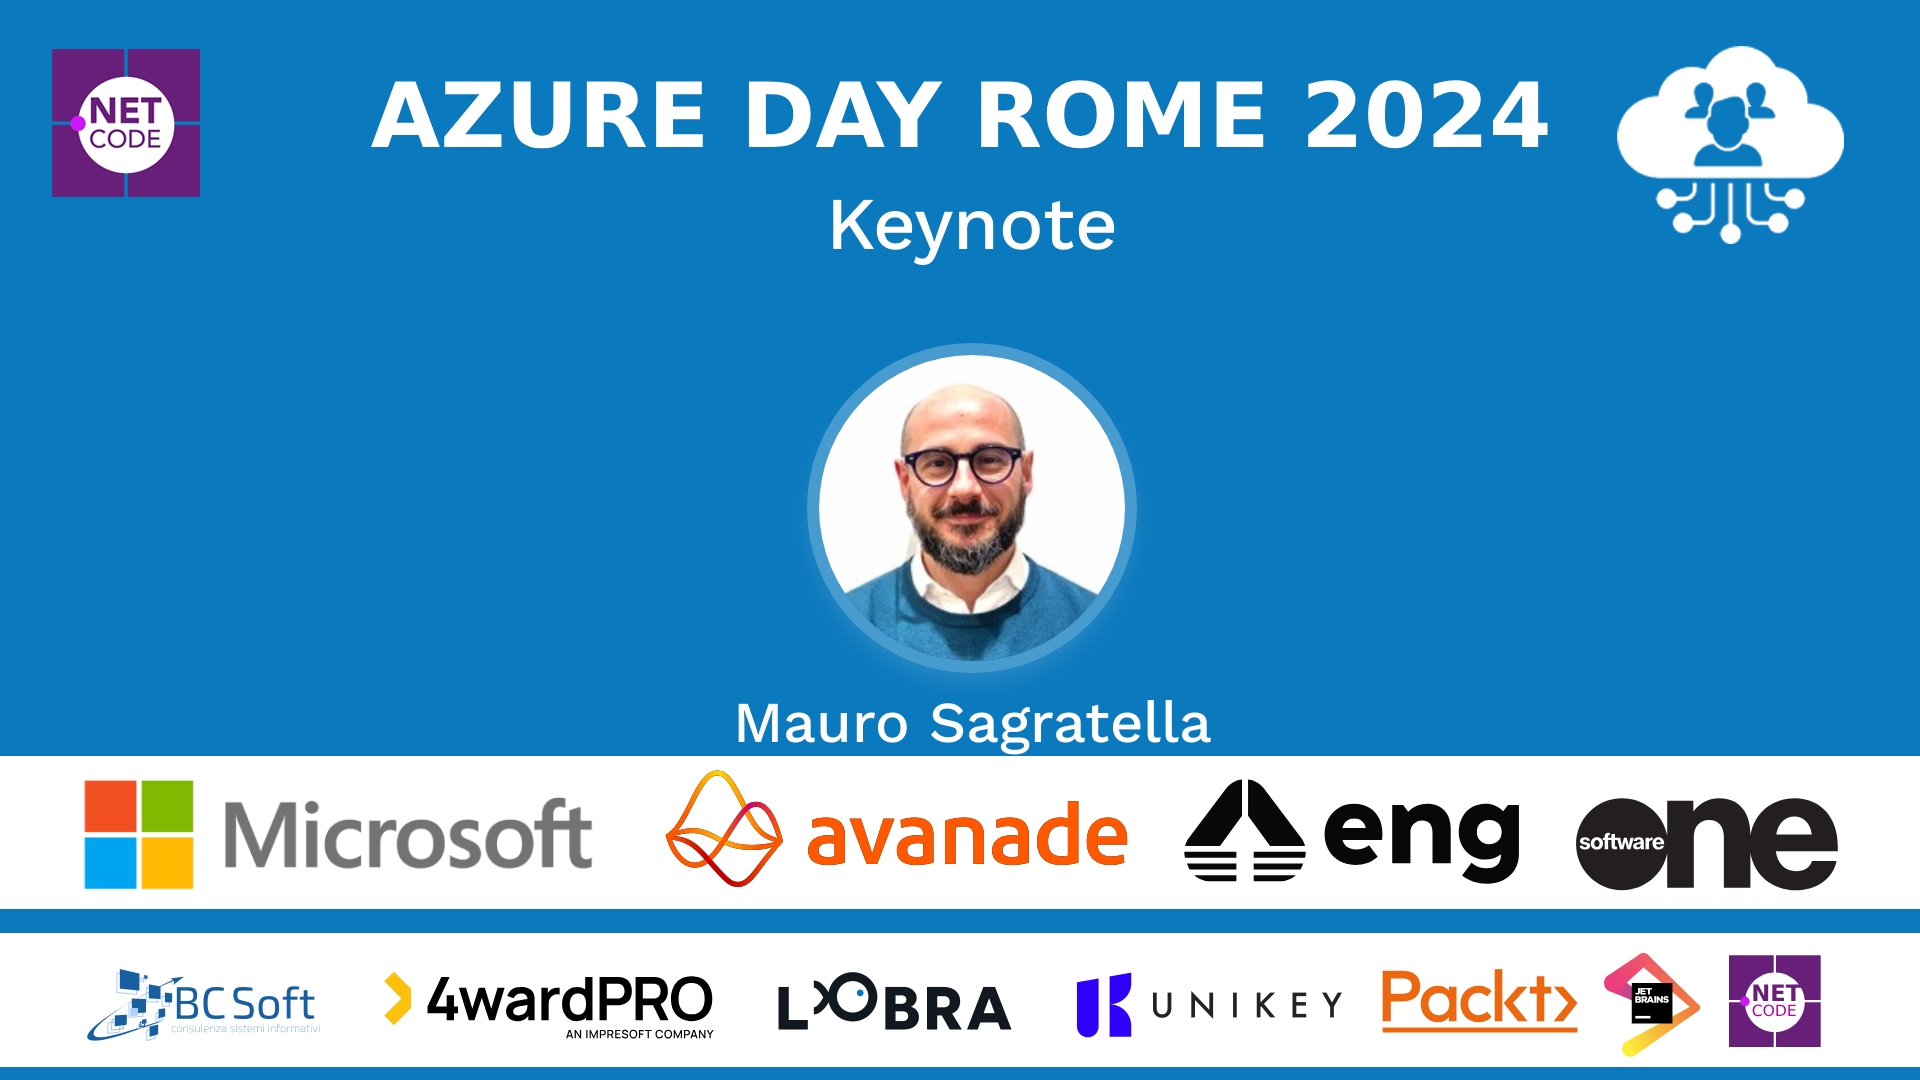 NET
CODE
AZURE DAY ROME 2024
Keynote
Mauro Sagratella
Microsoft
avanade
eng
software
one
BC Soft
consulenza sistemi informativi
4wardPRO
AN IMPRESOFT COMPANY
LOBRA
UNIKEY
Packt>
JET
BRAINS
NET
CODE